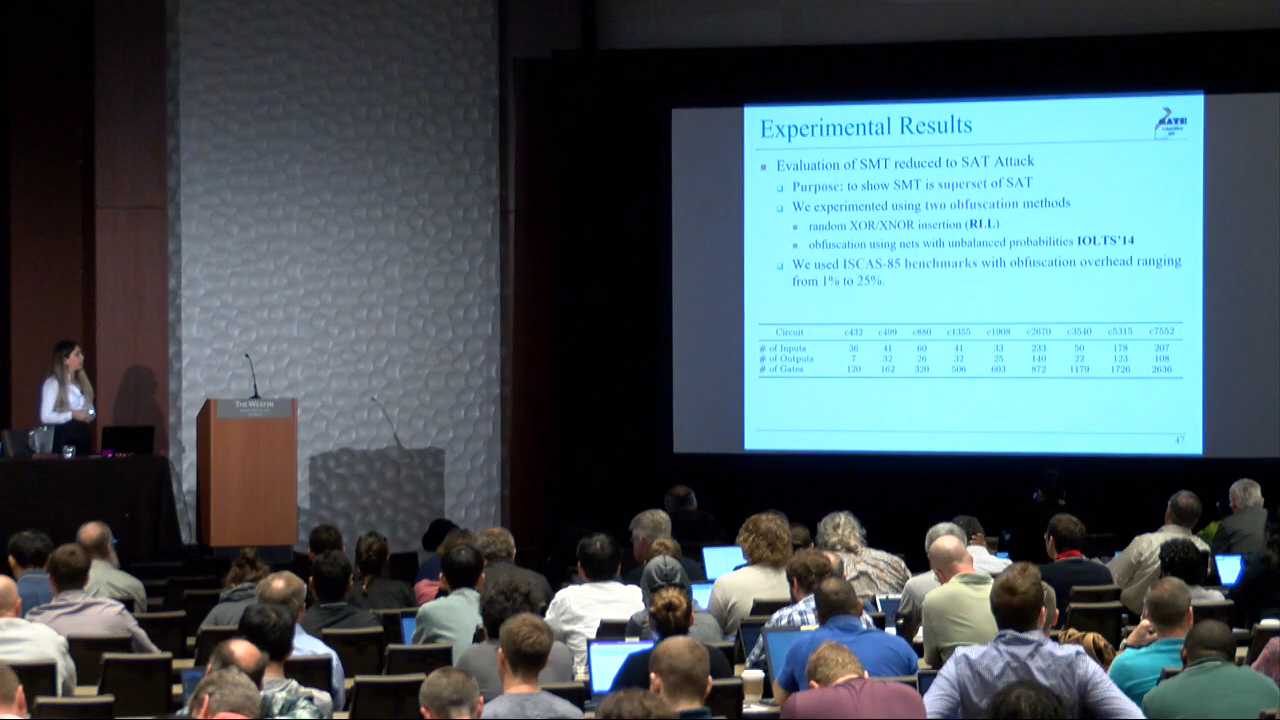 Experimental Results
GATE
Evaluation of SMT reduced to SAT Attack
Purpose: to show SMT is superset of SAT
We experimented using two obfuscation methods
random XOR/XNOR insertion (RLL)
obfuscation using nets with unbalanced probabilities IOLTS'14
We used ISCAS-85 benchmarks with obfuscation overhead ranging
from 1% to 25%.
Circuit c432 c499 c880 c1355 c1908 c2670 c3540 c5315 c7552
# of Inputs 36 41 60 41 33 233 50 178 207
# of Outputs 7 32 26 32 25 140 22 123 108
# of Gates 120 162 320 506 603 872 1179 1726 2636
47
THE WESTIN